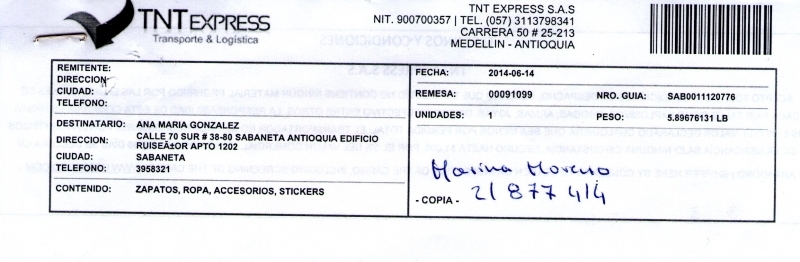 TNT EXPRESS
Transporte & Logística
TNT EXPRESS S.A.S
NIT. 900700357 | TEL. (057) 3113798341
CARRERA 50 # 25-213
MEDELLIN - ANTIOQUIA
REMITENTE:
DIRECCION:
CIUDAD:
TELEFONO:
FECHA: 2014-06-14
REMESA: 00091099 NRO. GUIA: SAB0011120776
UNIDADES: PESO: 5.89676131 LB
DESTINATARIO: ANA MARIA GONZALEZ
DIRECCION: CALLE 70 SUR # 38-80 SABANETA ANTIOQUIA EDIFICIO
RUISEÑ±OR APTO 1202
CIUDAD: SABANETA
TELEFONO: 3958321
CONTENIDO: ZAPATOS, ROPA, ACCESORIOS, STICKERS
Marina Moreno
- COPIA - 21 877 414